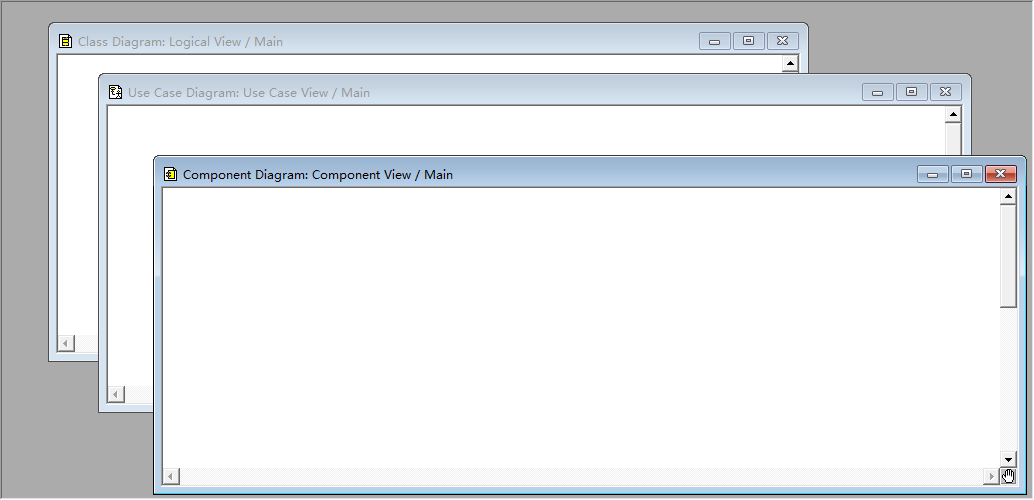 Class Diagram: Logical View / Main
Use Case Diagram: Use Case View / Main
Component Diagram: Component View / Main